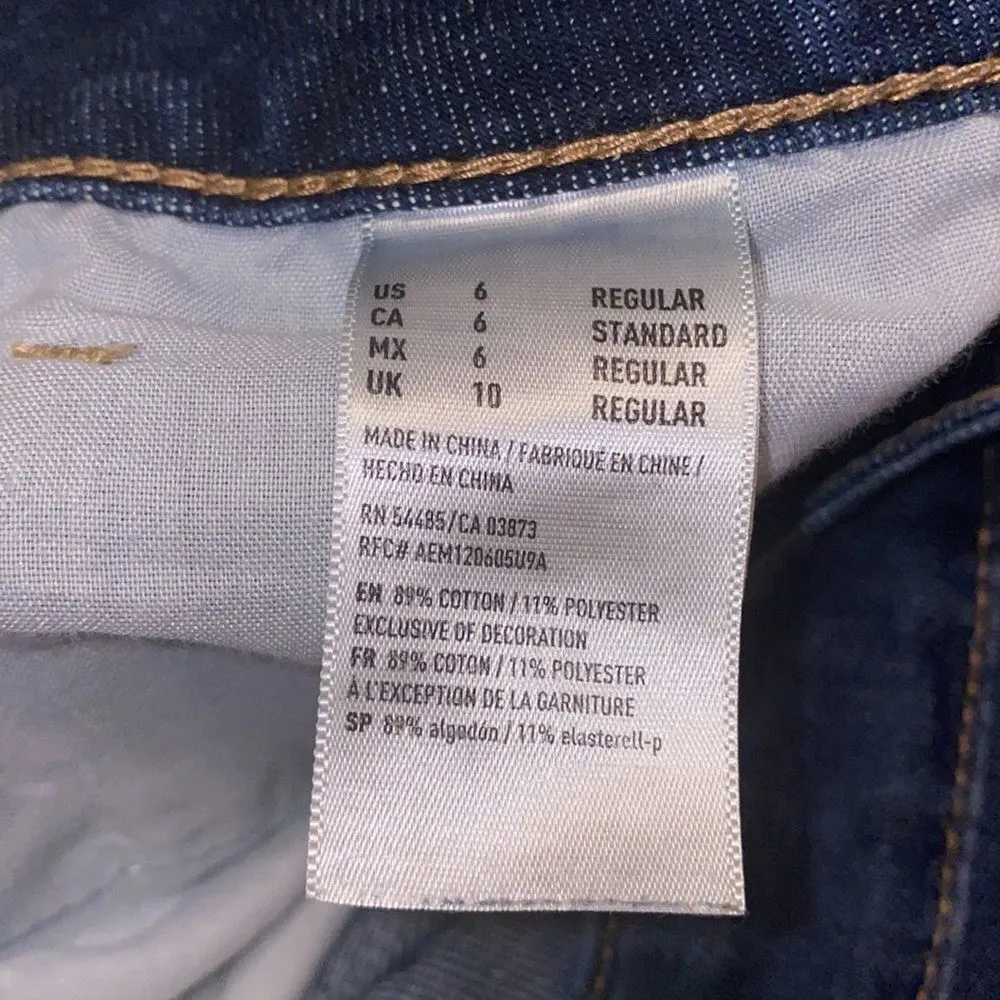 US 6 REGULAR
CA 6 STANDARD
MX 6 REGULAR
UK 10 REGULAR
MADE IN CHINA / FABRIQUÉ EN CHINE /
HECHO EN CHINA
RN 54485/CA 03873
RFC# AEM120605U9A
EN 89% COTTON / 11% POLYESTER
EXCLUSIVE OF DECORATION
FR 89% COTON / 11% POLYESTER
À L'EXCEPTION DE LA GARNITURE
SP 89% algodón / 11% elasterell-p